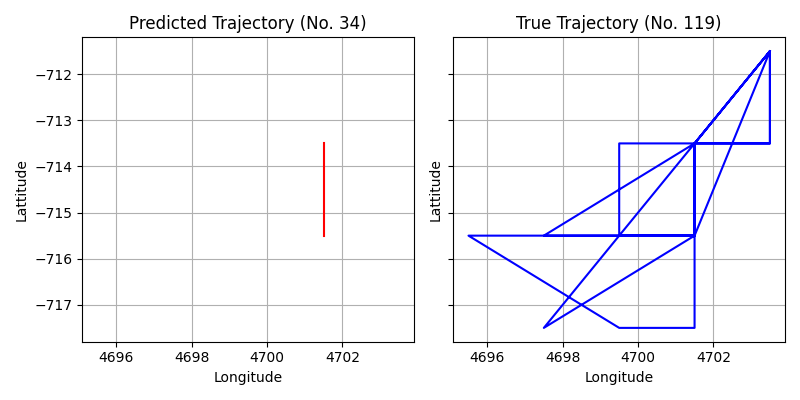 Predicted Trajectory (No. 34)
True Trajectory (No. 119)
Lattitude
−712
−713
−714
−715
−716
−717
4696
4698
4700
4702
Longitude
Lattitude
4696
4698
4700
4702
Longitude